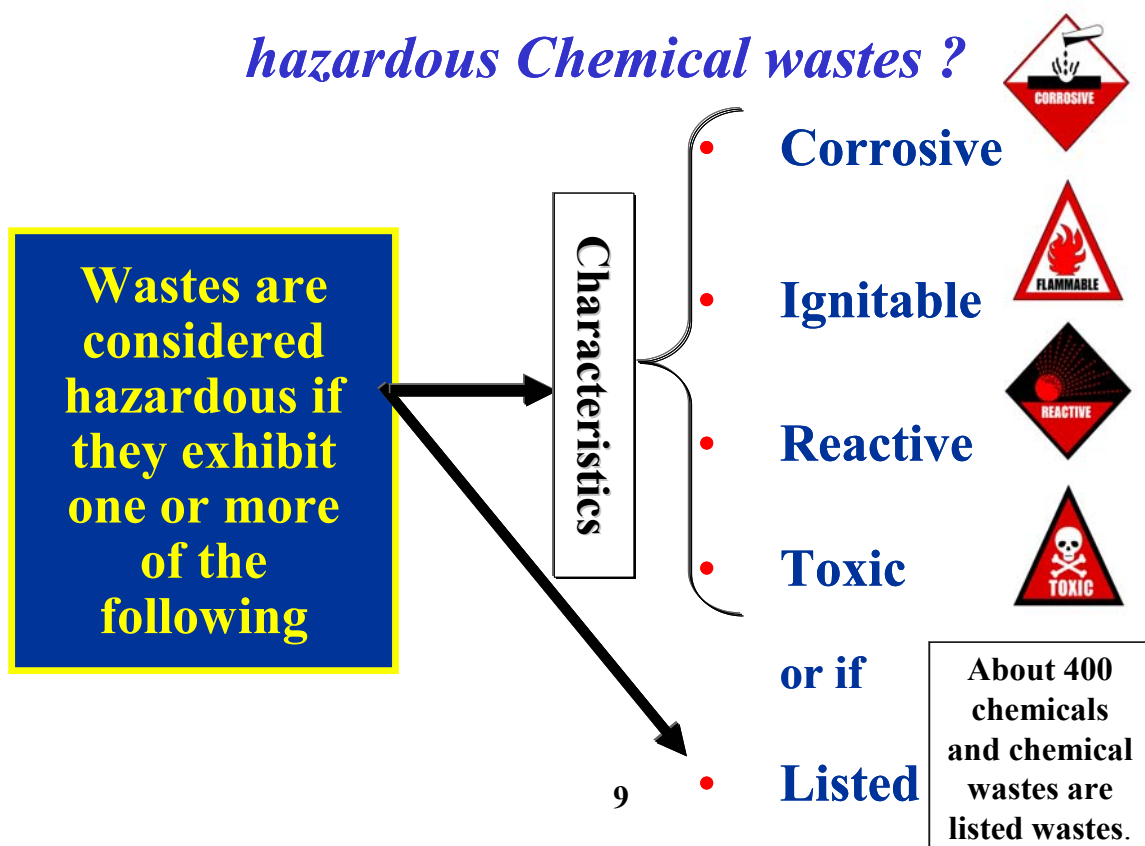 hazardous Chemical wastes ?
CORROSIVE
• Corrosive
FLAMMABLE
• Ignitable
REACTIVE
• Reactive
TOXIC
• Toxic
Characteristics
Wastes are
considered
hazardous if
they exhibit
one or more
of the
following
or if
• Listed
About 400
chemicals
and chemical
wastes are
listed wastes.
9